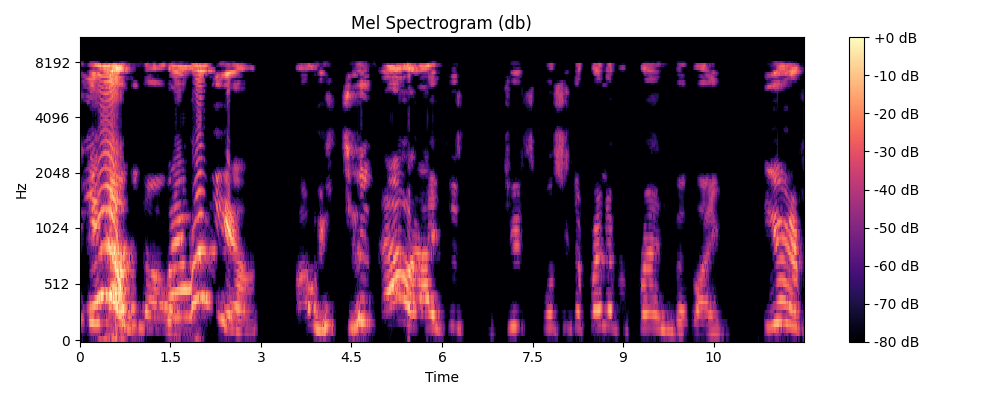 Mel Spectrogram (db)
+0 dB
8192
-10 dB
4096
-20 dB
-30 dB
Hz
2048
-40 dB
1024
-50 dB
-60 dB
512
-70 dB
0
-80 dB
0 1.5 3 4.5 6 7.5 9 10
Time